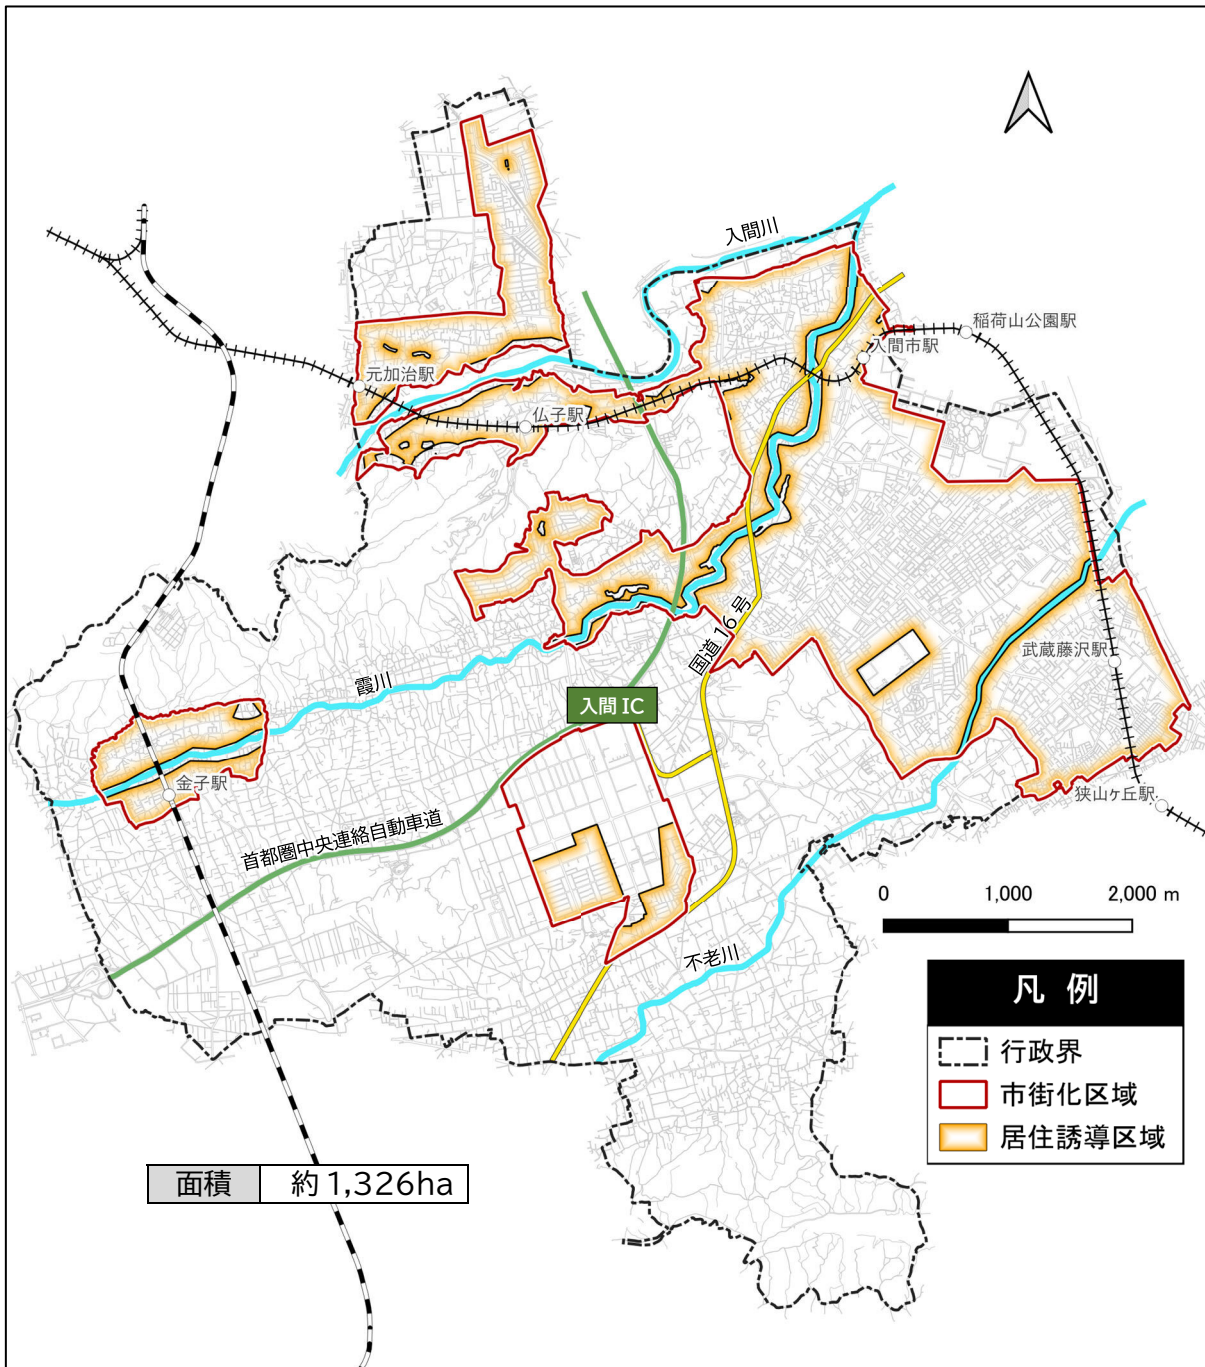 入間川
稲荷山公園駅
入間市駅
元加治駅
仏子駅
国道16号
武蔵藤沢駅
霞川
入間IC
金子駅
狭山ヶ丘駅
首都圏中央連絡自動車道
0 1,000 2,000 m
不老川
凡例
行政界
市街化区域
居住誘導区域
面積 約1,326ha